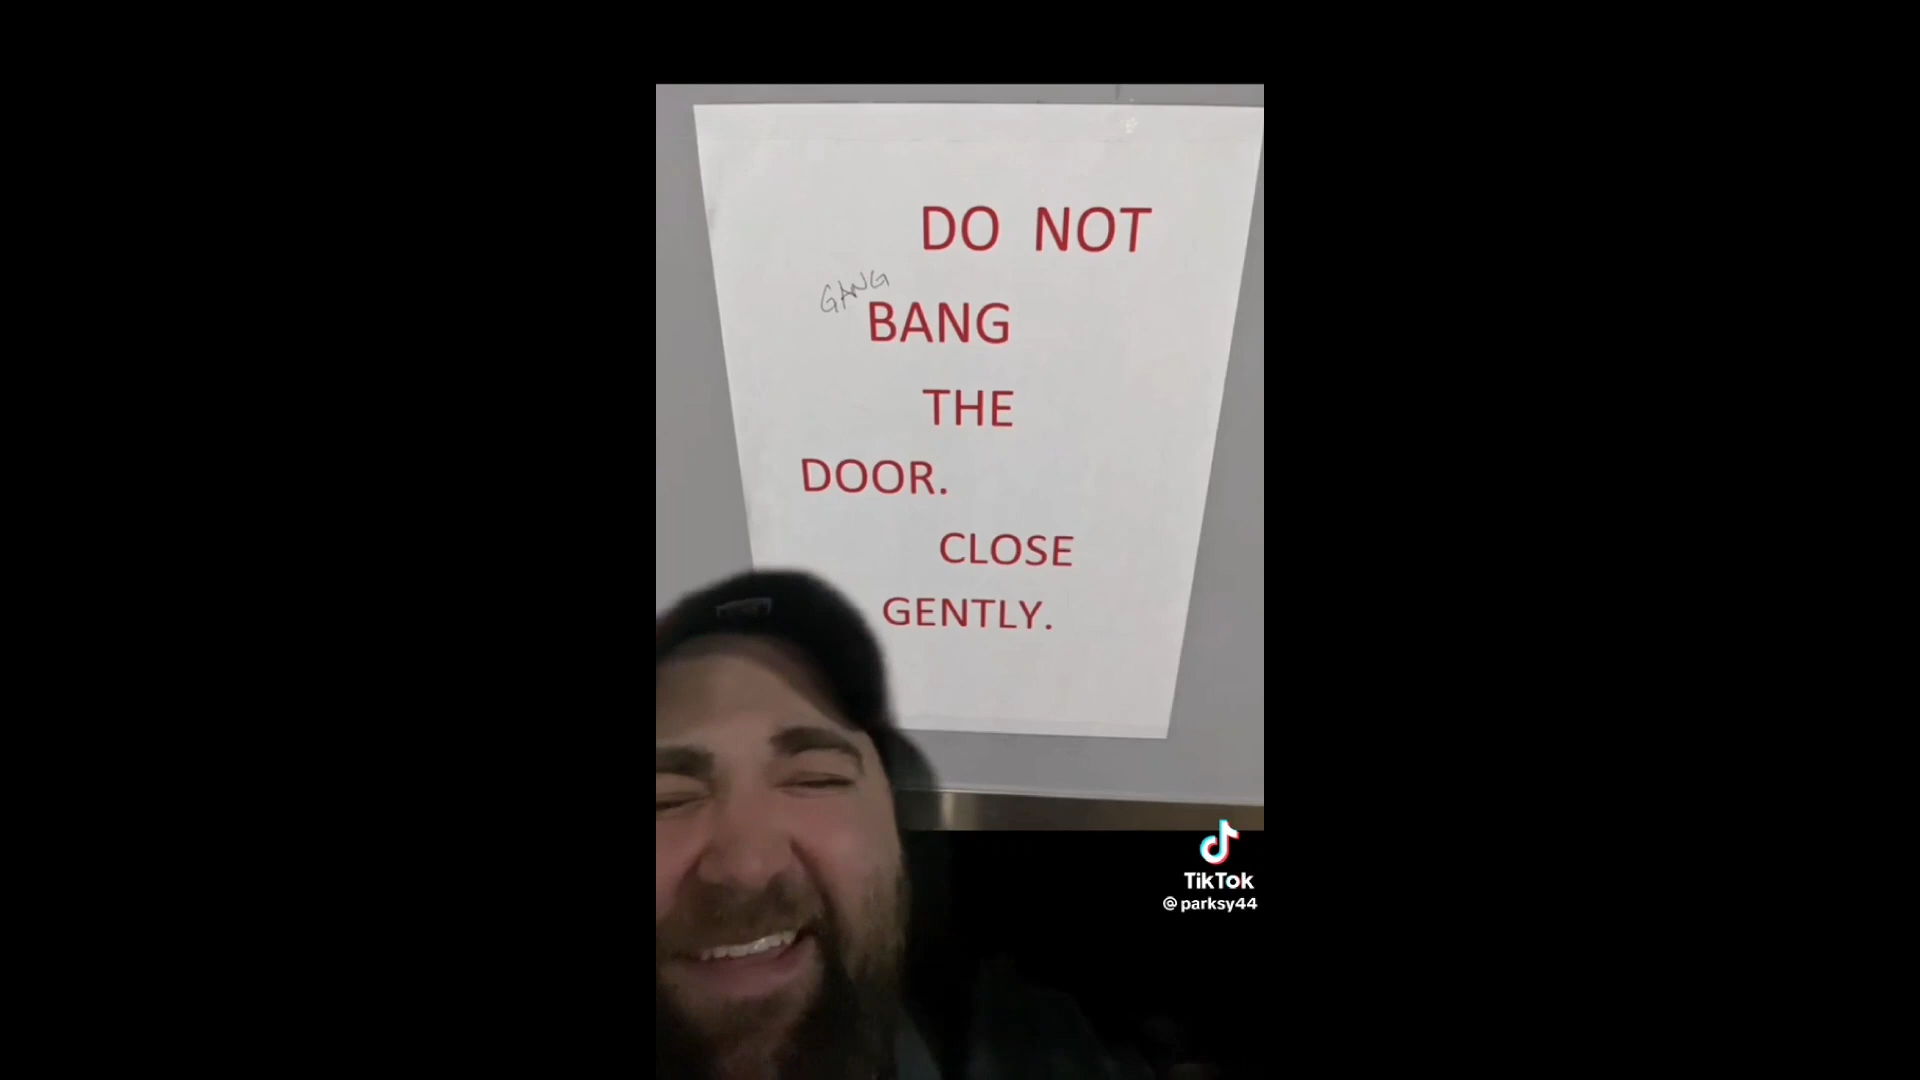 DO NOT
GANG
BANG
THE
DOOR.
CLOSE
GENTLY.
TikTok
@parksy44